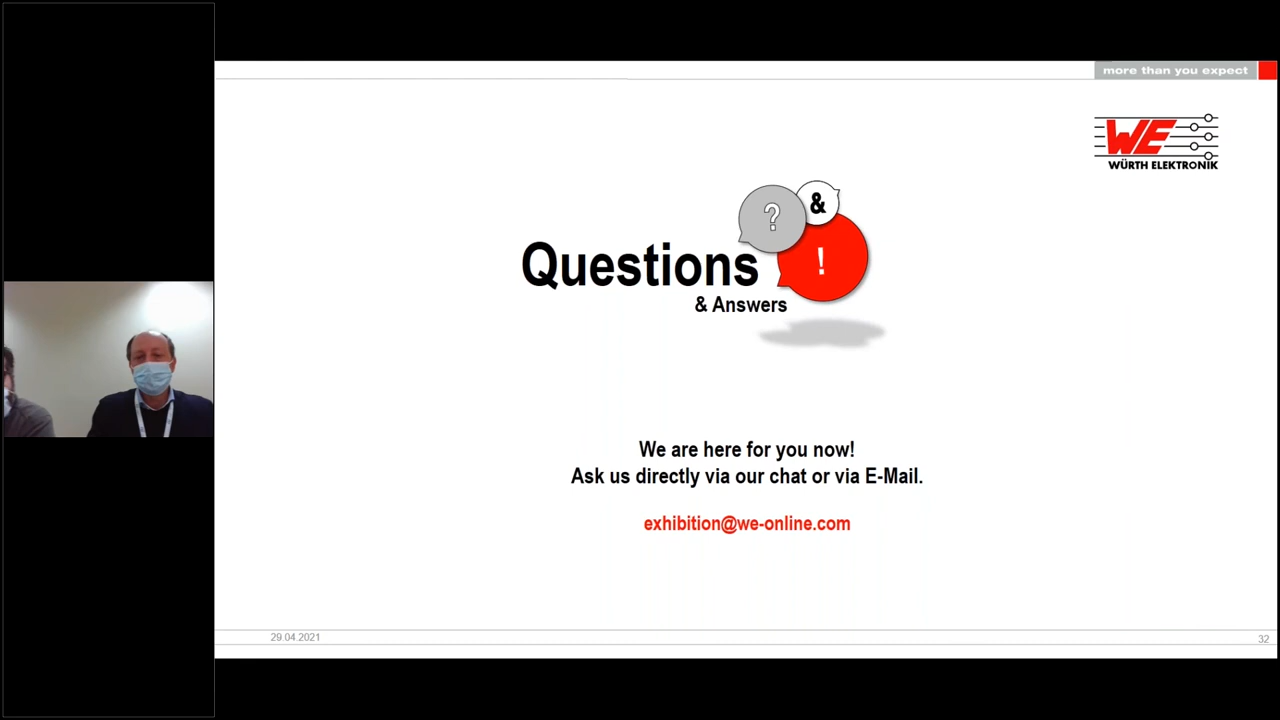 more than you expect
WE
WÜRTH ELEKTRONIK
? & !
Questions
& Answers
We are here for you now!
Ask us directly via our chat or via E-Mail.
exhibition@we-online.com
29.04.2021
32